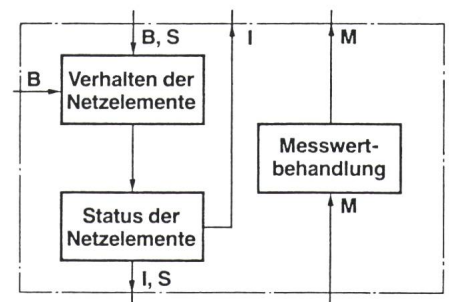 B, S
I
M
B
Verhalten der
Netzelemente
Messwert-
behandlung
M
Status der
Netzelemente
I, S